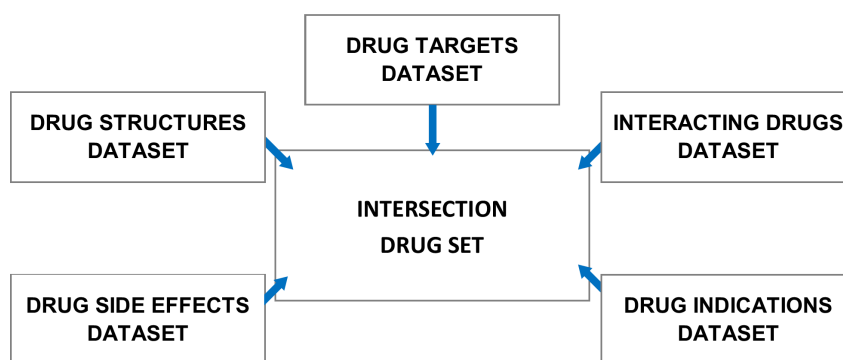 DRUG TARGETS
DATASET
DRUG STRUCTURES
DATASET
INTERACTING DRUGS
DATASET
INTERSECTION
DRUG SET
DRUG SIDE EFFECTS
DATASET
DRUG INDICATIONS
DATASET